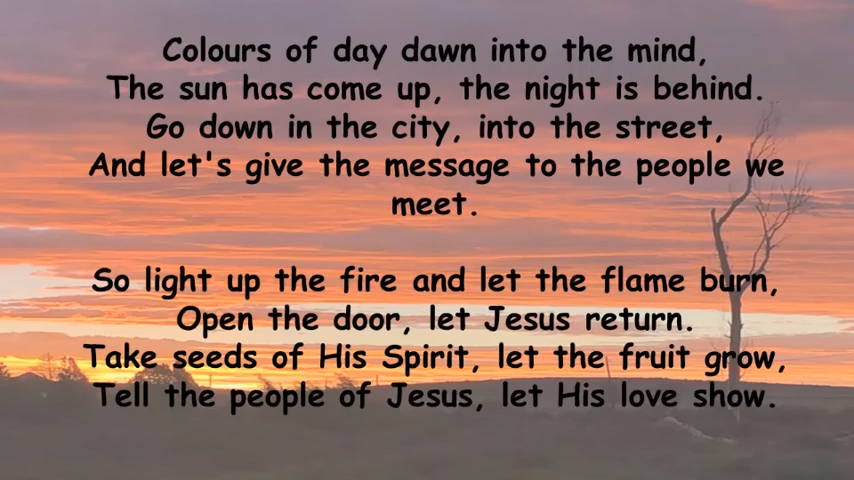 Colours of day dawn into the mind,
The sun has come up, the night is behind.
Go down in the city, into the street,
And let's give the message to the people we
meet.
So light up the fire and let the flame burn,
Open the door, let Jesus return.
Take seeds of His Spirit, let the fruit grow,
Tell the people of Jesus, let His love show.